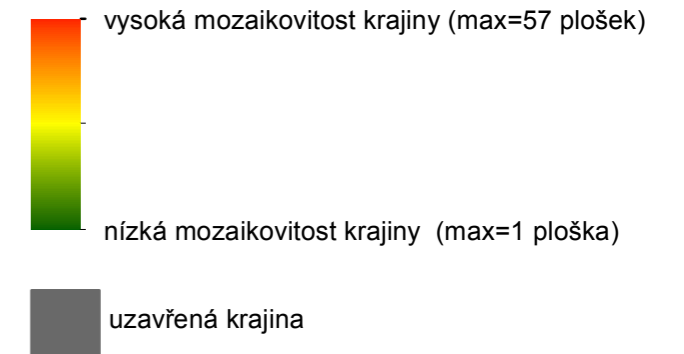 vysoká mozaikovitost krajiny (max=57 plošek)
nízká mozaikovitost krajiny (max=1 ploška)
uzavřená krajina